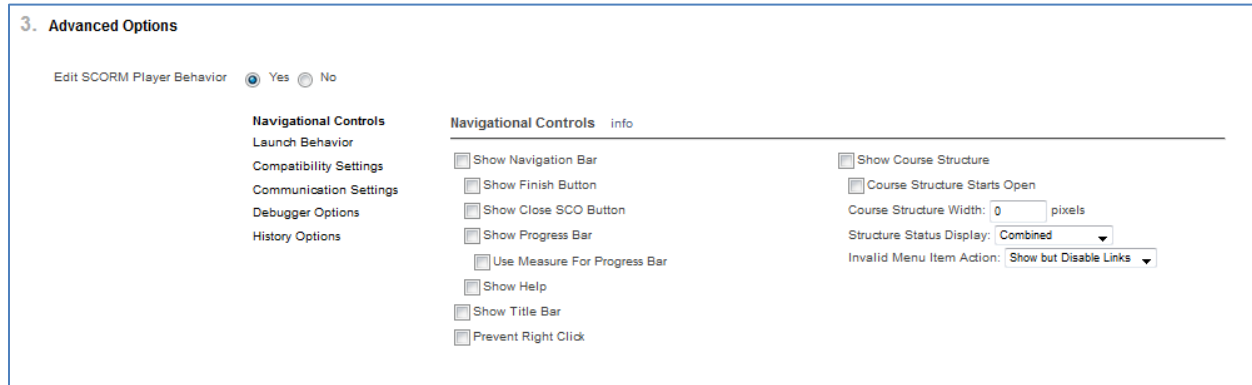 3. Advanced Options
Edit SCORM Player Behavior Yes No
Navigational Controls
Launch Behavior
Compatibility Settings
Communication Settings
Debugger Options
History Options
Navigational Controls info
Show Navigation Bar
Show Finish Button
Show Close SCO Button
Show Progress Bar
Use Measure For Progress Bar
Show Help
Show Title Bar
Prevent Right Click
Show Course Structure
Course Structure Starts Open
Course Structure Width: 0 pixels
Structure Status Display: Combined
Invalid Menu Item Action: Show but Disable Links